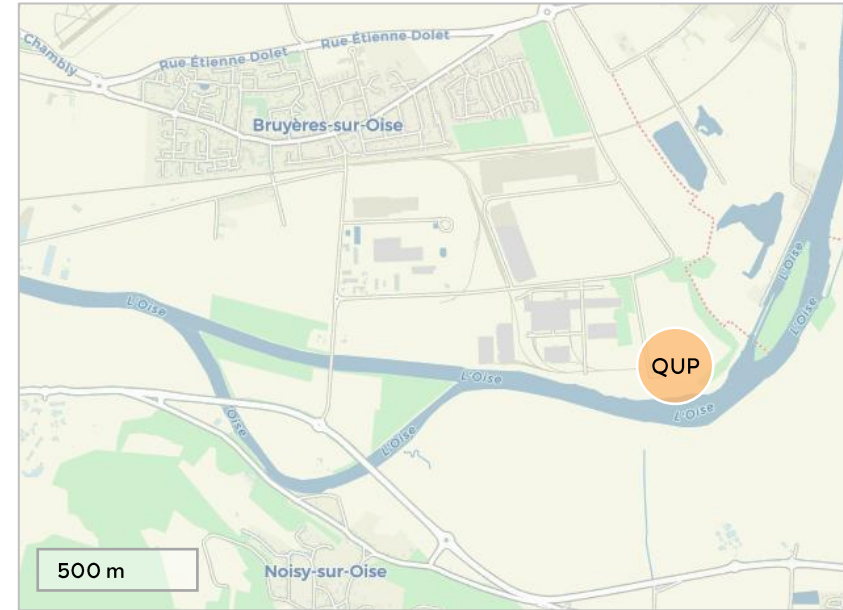 Chambly
Rue Étienne Dolet
Rue Étienne Dolet
Bruyères-sur-Oise
L'Oise
L'Oise
L'Oise
L'Oise
QUP
L'Oise
L'Oise
L'Oise
L'Oise
500 m
Noisy-sur-Oise